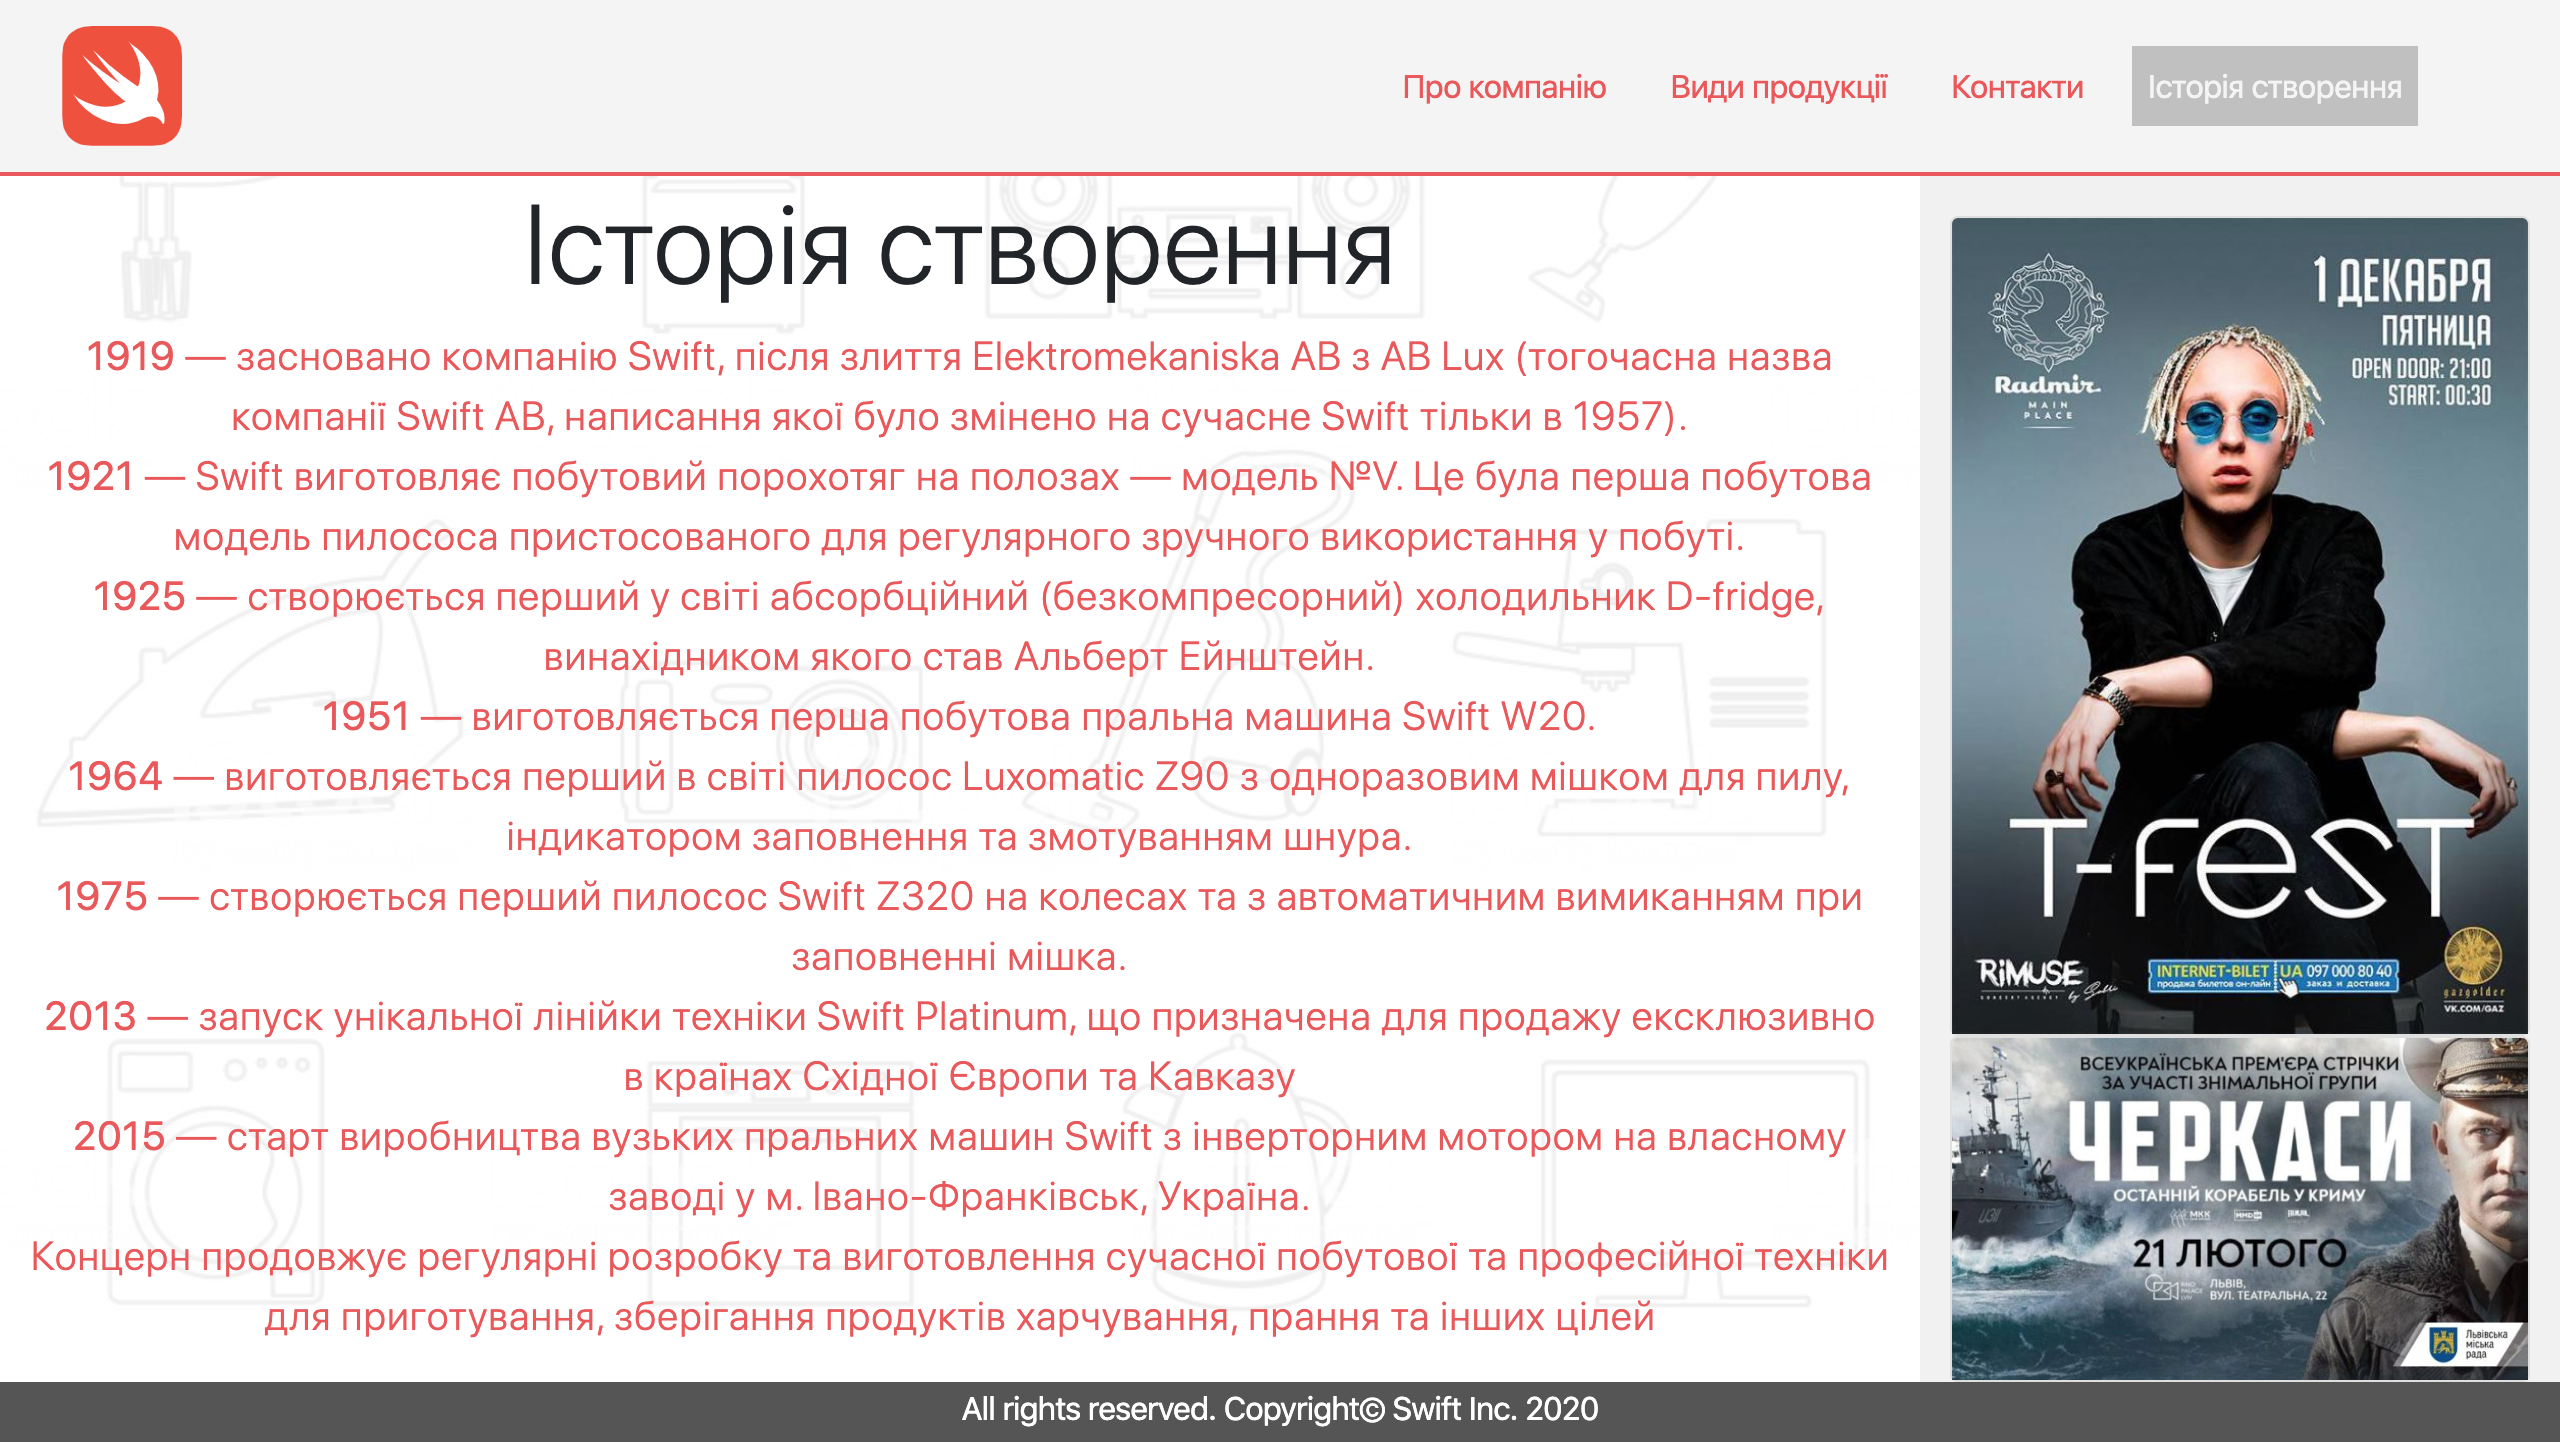 Про компанію
Види продукції
Контакти
Історія створення
Історія створення
1919 — засновано компанію Swift, після злиття Elektromekaniska AB з AB Lux (тогочасна назва
компанії Swift AB, написання якої було змінено на сучасне Swift тільки в 1957).
1921 — Swift виготовляє побутовий порохотяг на полозах — модель №V. Це була перша побутова
модель пилососа пристосованого для регулярного зручного використання у побуті.
1925 — створюється перший у світі абсорбційний (безкомпресорний) холодильник D-fridge,
винахідником якого став Альберт Ейнштейн.
1951 — виготовляється перша побутова пральна машина Swift W20.
1964 — виготовляється перший в світі пилосос Luxomatic Z90 з одноразовим мішком для пилу,
індикатором заповнення та змотуванням шнура.
1975 — створюється перший пилосос Swift Z320 на колесах та з автоматичним вимиканням при
заповненні мішка.
2013 — запуск унікальної лінійки техніки Swift Platinum, що призначена для продажу ексклюзивно
в країнах Східної Європи та Кавказу
2015 — старт виробництва вузьких пральних машин Swift з інверторним мотором на власному
заводі у м. Івано-Франківськ, Україна.
Концерн продовжує регулярні розробку та виготовлення сучасної побутової та професійної техніки
для приготування, зберігання продуктів харчування, прання та інших цілей
1 ДЕКАБРЯ
ПЯТНИЦА
OPEN DOOR: 21:00
START: 00:30
Radmir
MAIN
PLACE
T-FEST
RiMUSE
CONCERT AGENCY
INTERNET-BILET UA 097 000 80 40
продажа билетов он-лайн заказ и доставка
gazgolder
VK.COM/GAZ
ВСЕУКРАЇНСЬКА ПРЕМ'ЄРА СТРІЧКИ
ЗА УЧАСТІ ЗНІМАЛЬНОЇ ГРУПИ
ЧЕРКАСИ
ОСТАННІЙ КОРАБЕЛЬ У КРИМУ
U311
МКК
21 ЛЮТОГО
ЛЬВІВ,
ВУЛ. ТЕАТРАЛЬНА, 22
Львівська
міська
рада
All rights reserved. Copyright© Swift Inc. 2020